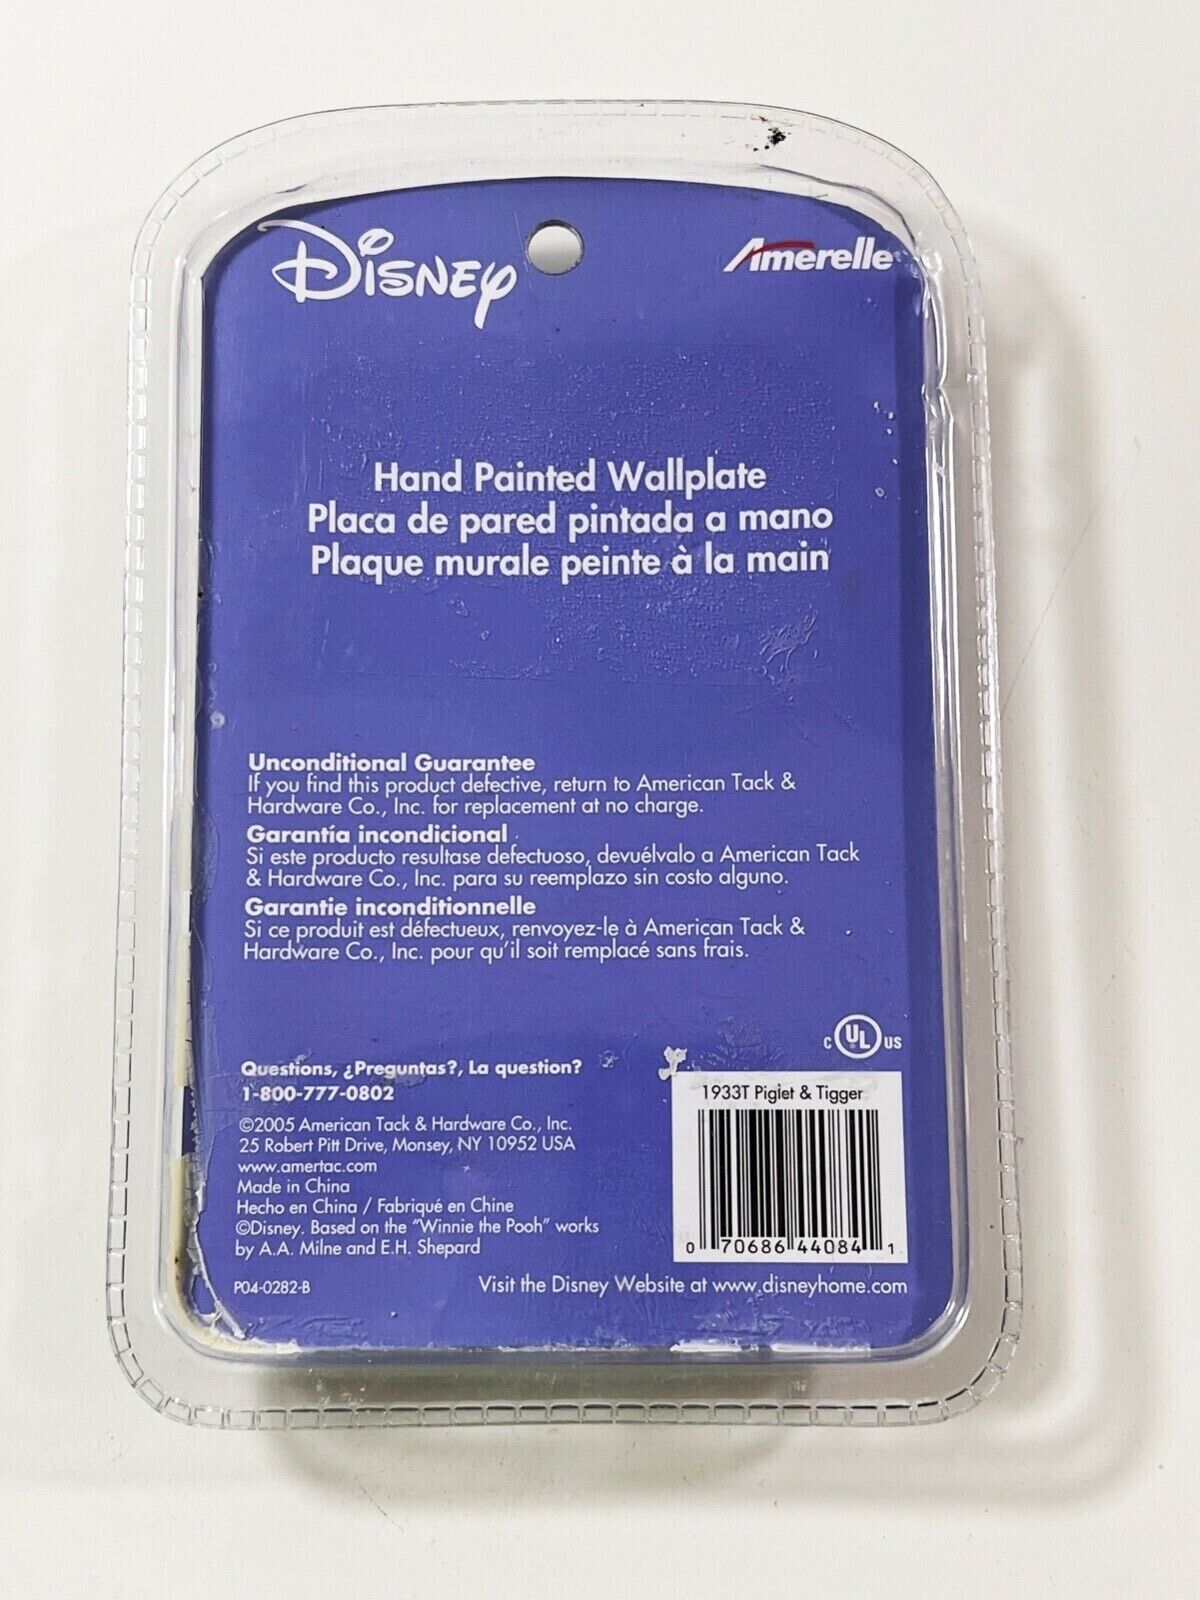 Disney
Amerelle
Hand Painted Wallplate
Placa de pared pintada a mano
Plaque murale peinte à la main
Unconditional Guarantee
If you find this product defective, return to American Tack &
Hardware Co., Inc. for replacement at no charge.
Garantía incondicional
Si este producto resultase defectuoso, devuélvalo a American Tack
& Hardware Co., Inc. para su reemplazo sin costo alguno.
Garantie inconditionnelle
Si ce produit est défectueux, renvoyez-le à American Tack &
Hardware Co., Inc. pour qu'il soit remplacé sans frais.
C UL US
Questions, ¿Preguntas?, La question?
1-800-777-0802
©2005 American Tack & Hardware Co., Inc.
25 Robert Pitt Drive, Monsey, NY 10952 USA
www.amertac.com
Made in China
Hecho en China / Fabriqué en Chine
©Disney. Based on the "Winnie the Pooh" works
by A.A. Milne and E.H. Shepard
P04-0282-B
1933T Piglet & Tigger
0 70686 44084 1
Visit the Disney Website at www.disneyhome.com